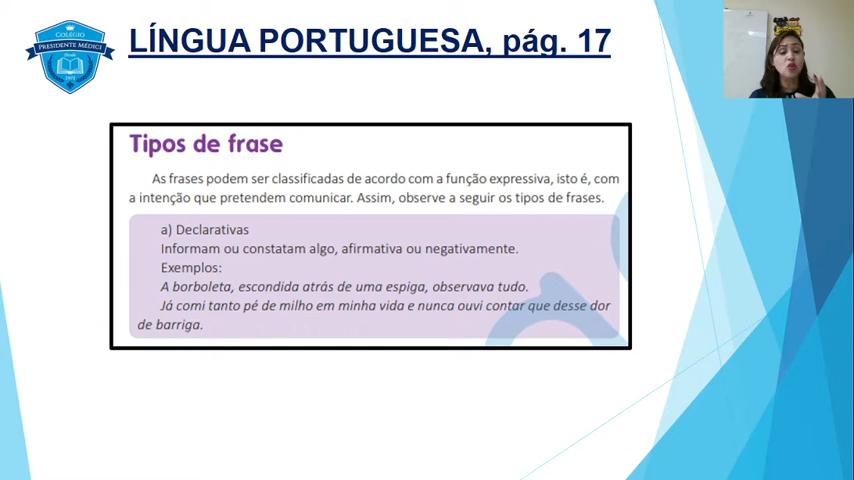 COLÉGIO
PRESIDENTE MÉDICI
LÍNGUA PORTUGUESA, pág. 17
Tipos de frase
As frases podem ser classificadas de acordo com a função expressiva, isto é, com
a intenção que pretendem comunicar. Assim, observe a seguir os tipos de frases.
a) Declarativas
Informam ou constatam algo, afirmativa ou negativamente.
Exemplos:
A borboleta, escondida atrás de uma espiga, observava tudo.
Já comi tanto pé de milho em minha vida e nunca ouvi contar que desse dor
de barriga.